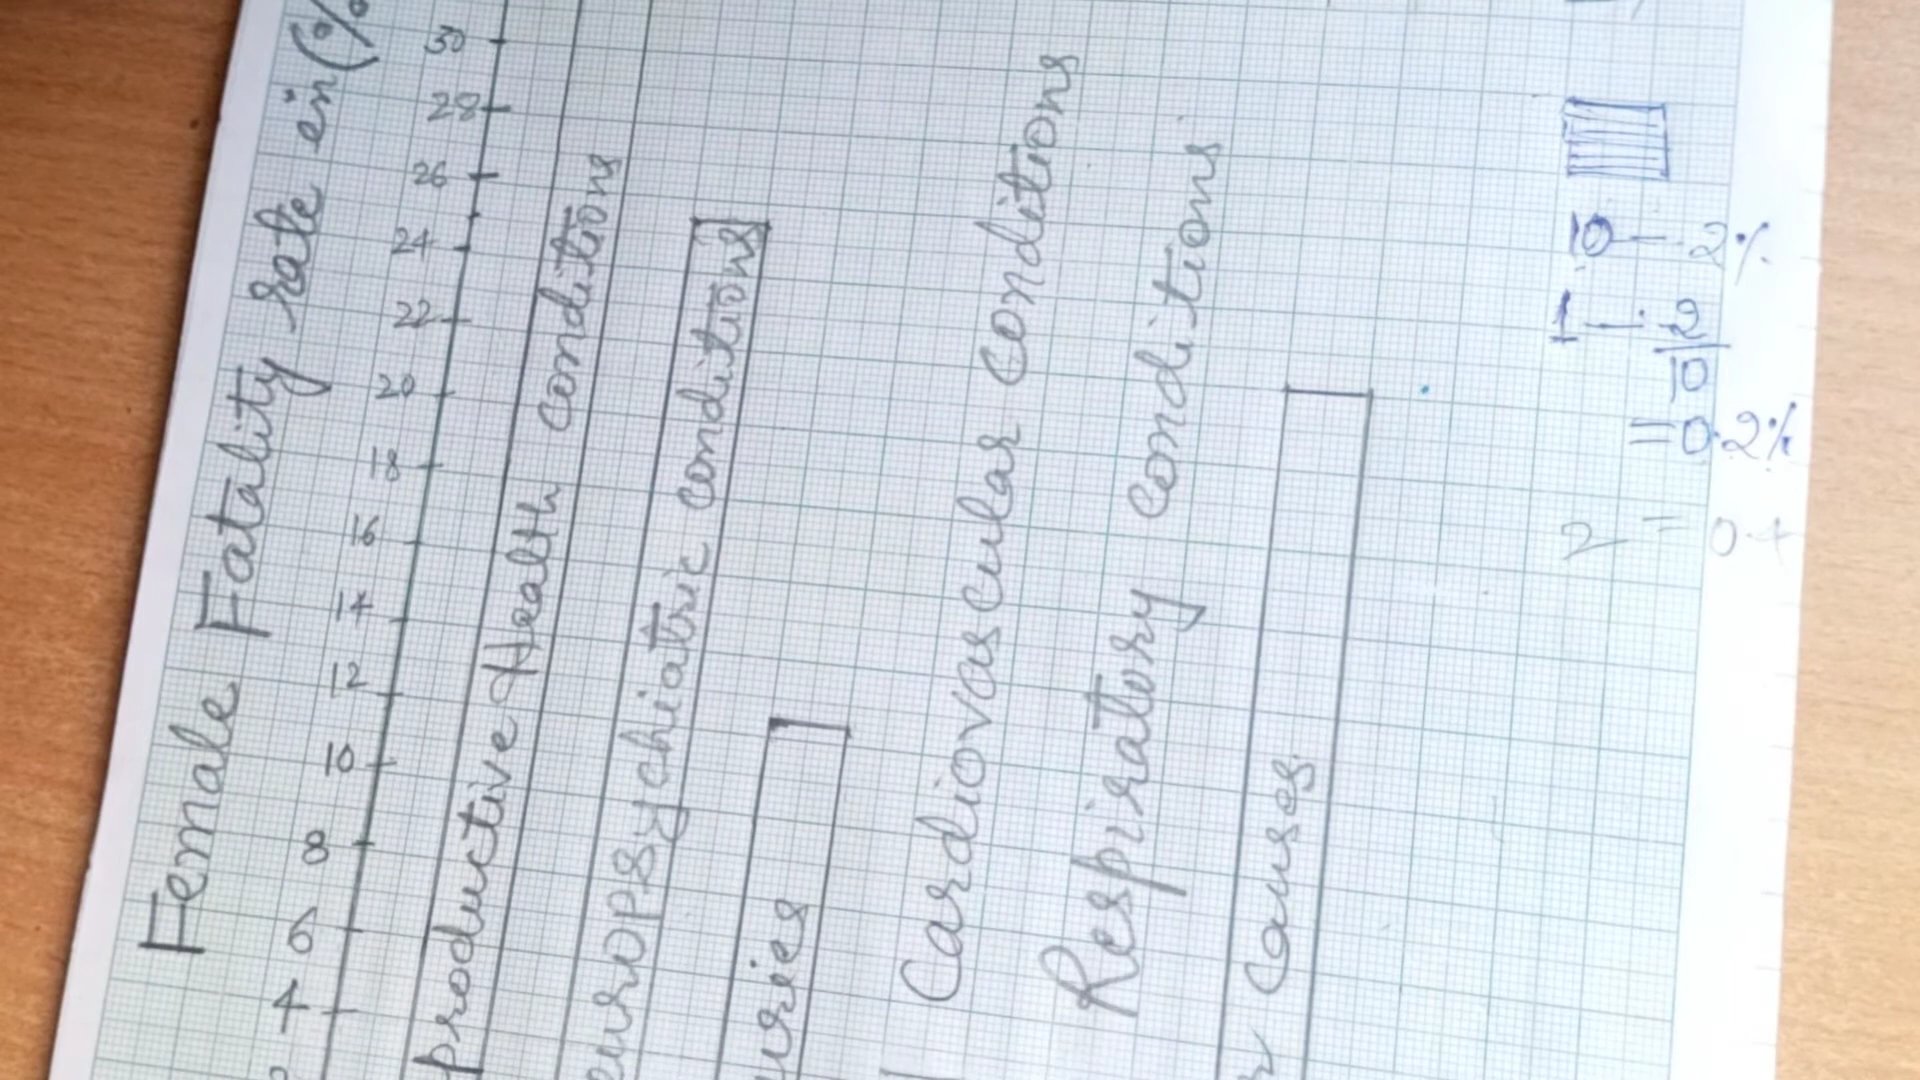 Female Fatality rate in (%
30
28
26
24
22
20
18
16
14
12
10
8
6
4
productive Health conditions
europsychiatric conditions
uries
Cardiovascular conditions
Respiratory conditions
r causes
10 – 2%
1 – 2/10
= 0.2%
2 = 0.4